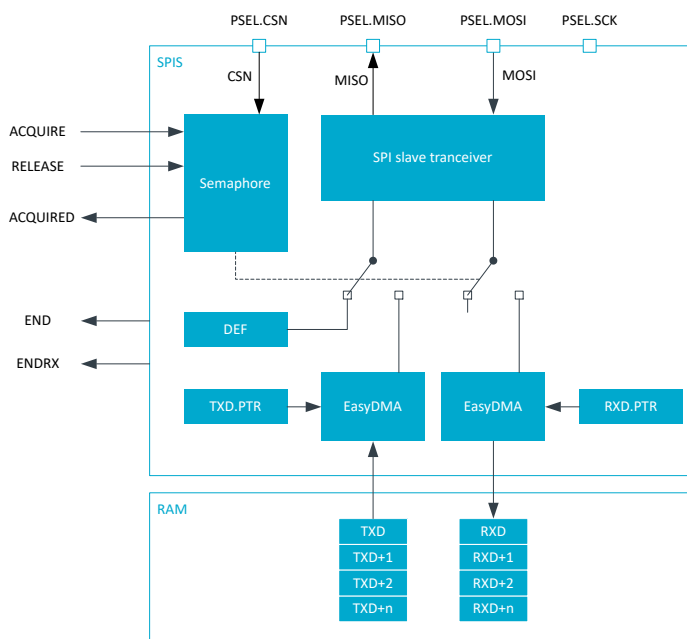 PSEL.CSN PSEL.MISO PSEL.MOSI PSEL.SCK
SPIS
CSN MISO MOSI
ACQUIRE
RELEASE
ACQUIRED
Semaphore
SPI slave tranceiver
END
ENDRX
DEF
TXD.PTR EasyDMA EasyDMA RXD.PTR
RAM
TXD RXD
TXD+1 RXD+1
TXD+2 RXD+2
TXD+n RXD+n